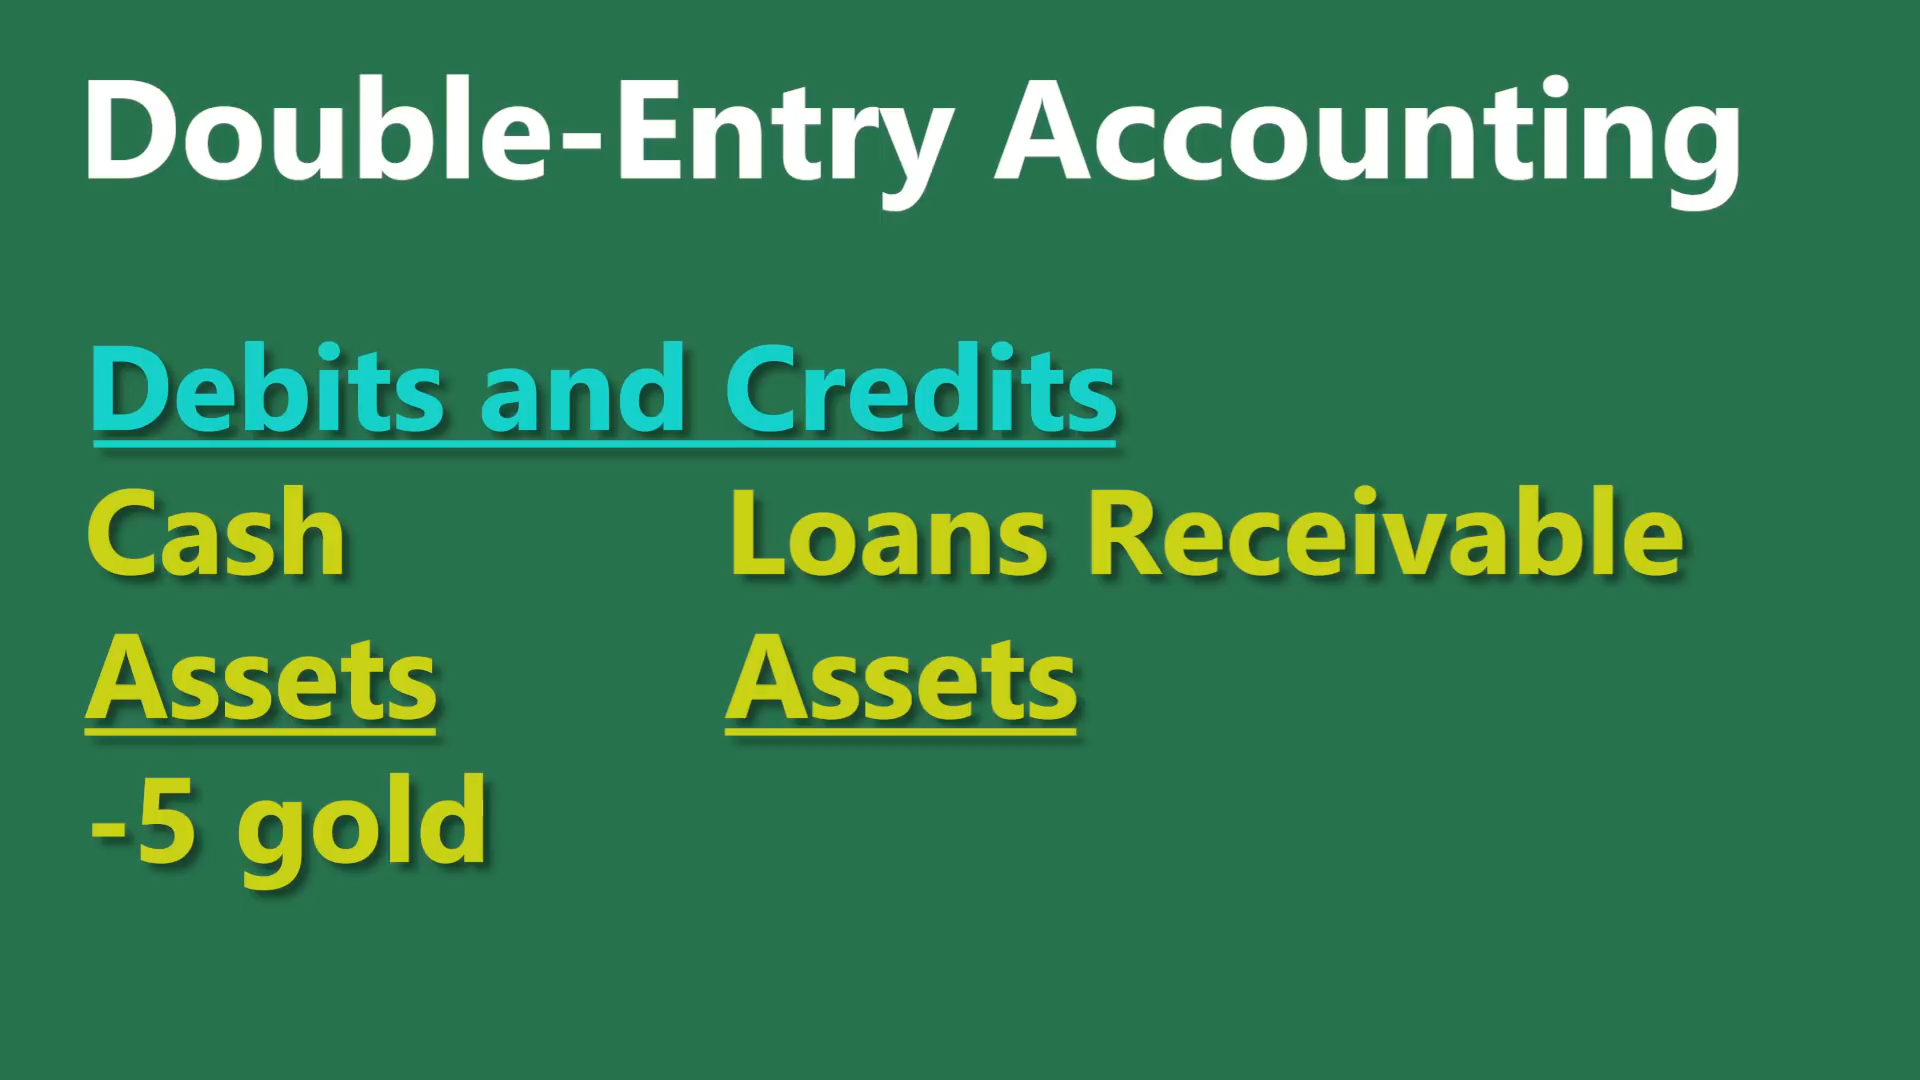 Double-Entry Accounting
Debits and Credits
Cash Loans Receivable
Assets Assets
-5 gold